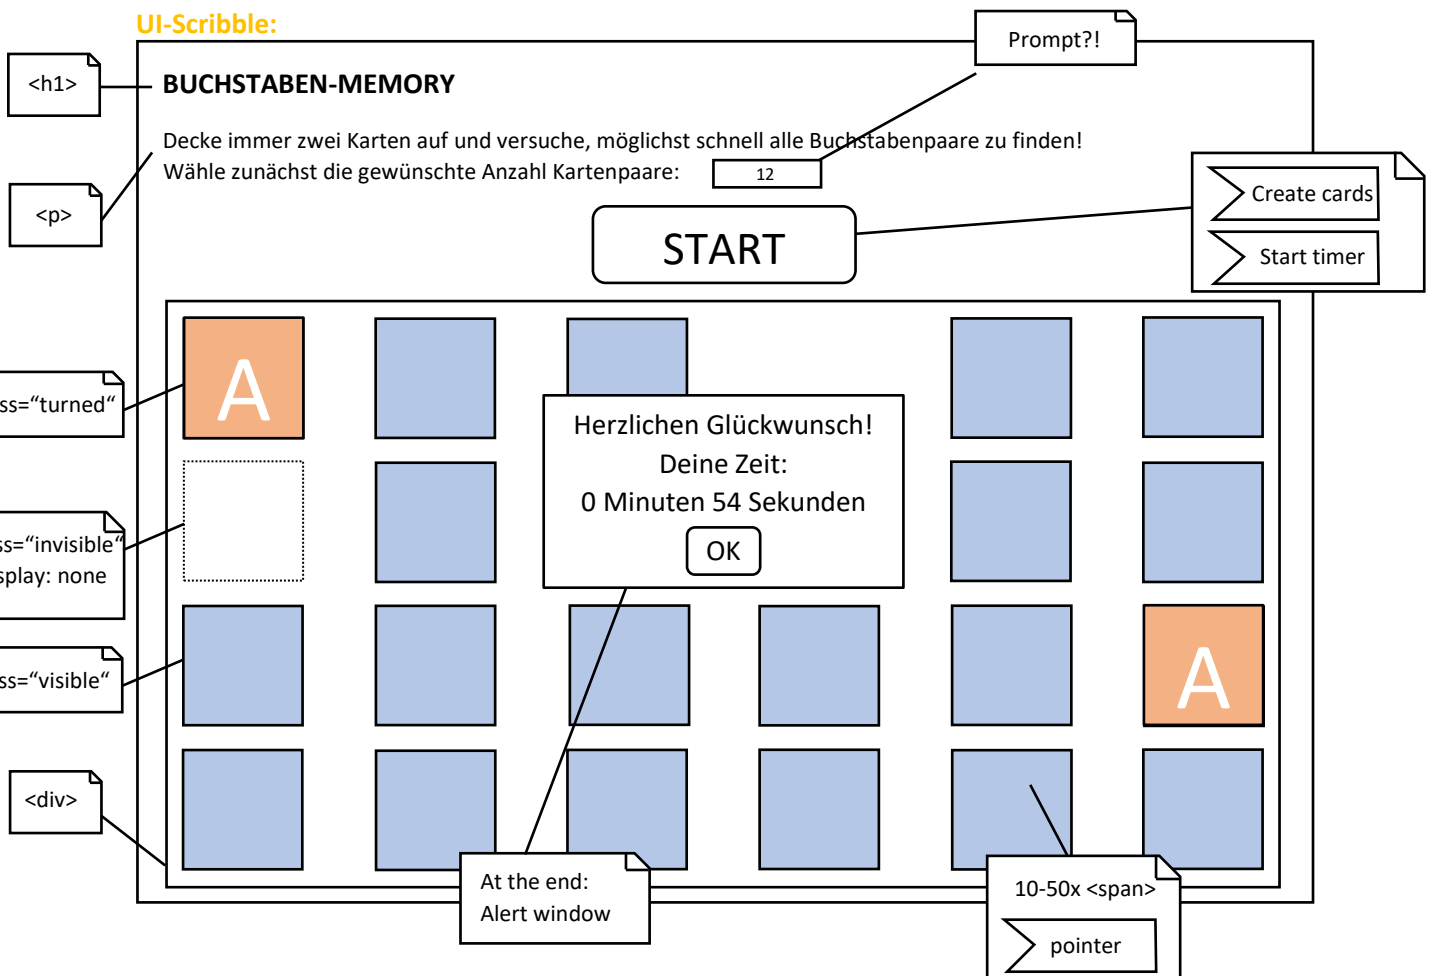 UI-Scribble:
Prompt?!
<h1>
BUCHSTABEN-MEMORY
Decke immer zwei Karten auf und versuche, möglichst schnell alle Buchstabenpaare zu finden!
Wähle zunächst die gewünschte Anzahl Kartenpaare:
12
<p>
Create cards
START
Start timer
A
ss=“turned“
Herzlichen Glückwunsch!
Deine Zeit:
0 Minuten 54 Sekunden
OK
ss=“invisible“
splay: none
A
ss=“visible“
<div>
At the end:
Alert window
10-50x <span>
pointer